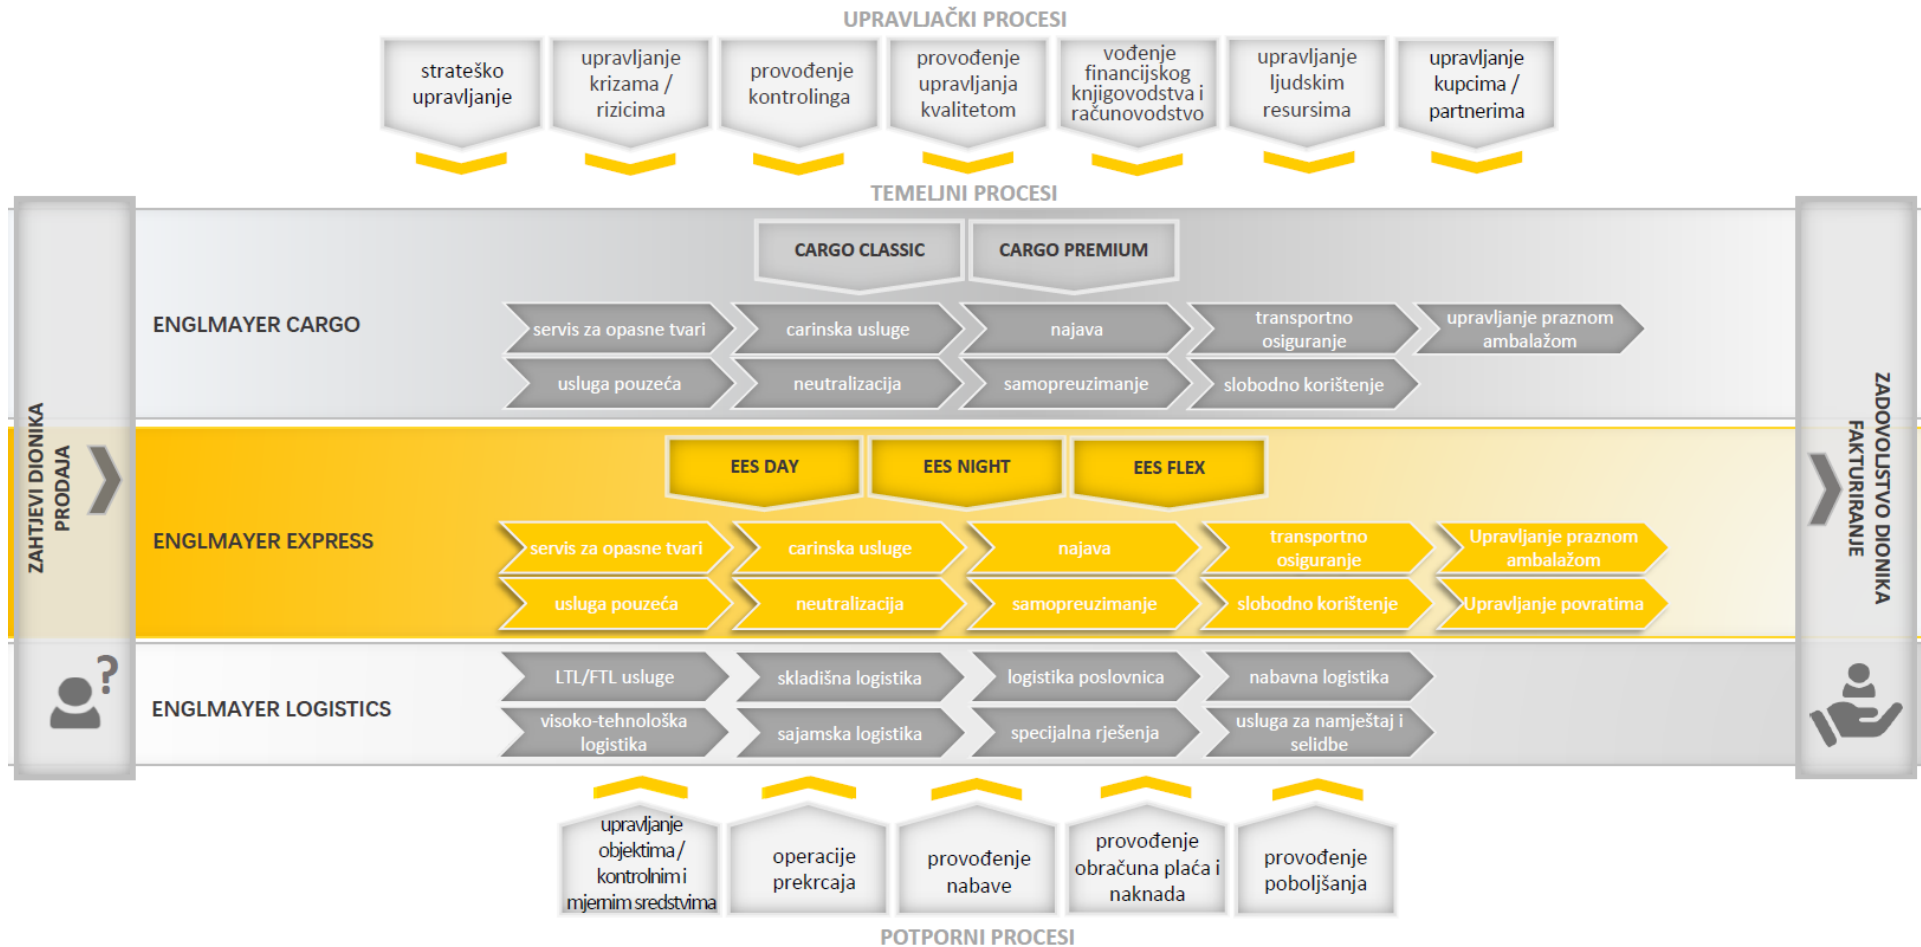 UPRAVLJAČKI PROCESI
strateško
upravljanje
upravljanje
krizama /
rizicima
provođenje
kontrolinga
provođenje
upravljanja
kvalitetom
vođenje
financijskog
knjigovodstva i
računovodstvo
upravljanje
ljudskim
resursima
upravljanje
kupcima /
partnerima
TEMELJNI PROCESI
ZAHTJEVI DIONIKA
PRODAJA
?
CARGO CLASSIC
CARGO PREMIUM
ENGLMAYER CARGO
servis za opasne tvari
carinska usluge
najava
transportno
osiguranje
upravljanje praznom
ambalažom
usluga pouzeća
neutralizacija
samopreuzimanje
slobodno korištenje
EES DAY
EES NIGHT
EES FLEX
ENGLMAYER EXPRESS
servis za opasne tvari
carinska usluge
najava
transportno
osiguranje
Upravljanje praznom
ambalažom
usluga pouzeća
neutralizacija
samopreuzimanje
slobodno korištenje
Upravljanje povratima
ENGLMAYER LOGISTICS
LTL/FTL usluge
skladišna logistika
logistika poslovnica
nabavna logistika
visoko-tehnološka
logistika
sajamska logistika
specijalna rješenja
usluga za namještaj i
selidbe
ZADOVOLJSTVO DIONIKA
FAKTURIRANJE
upravljanje
objektima /
kontrolnim i
mjernim sredstvima
operacije
prekrcaja
provođenje
nabave
provođenje
obračuna plaća i
naknada
provođenje
poboljšanja
POTPORNI PROCESI